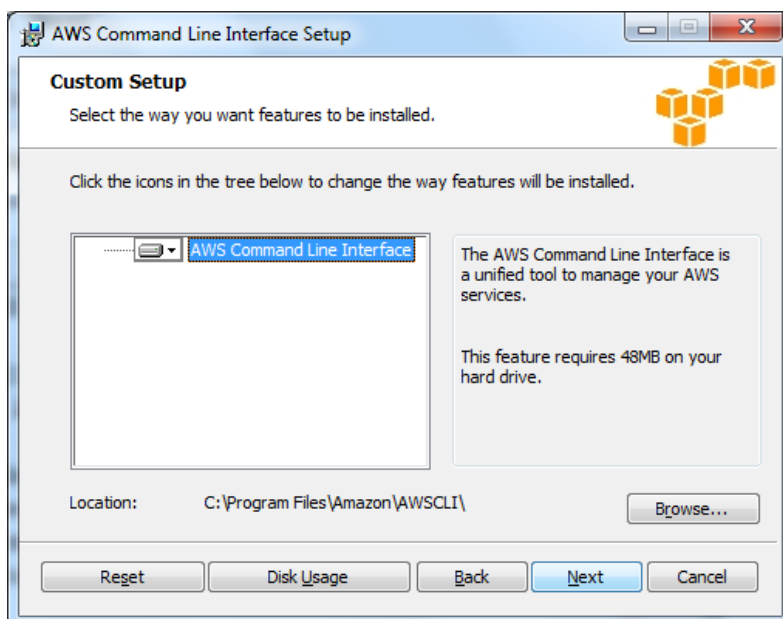 AWS Command Line Interface Setup
Custom Setup
Select the way you want features to be installed.
Click the icons in the tree below to change the way features will be installed.
AWS Command Line Interface
The AWS Command Line Interface is
a unified tool to manage your AWS
services.
This feature requires 48MB on your
hard drive.
Location: C:\Program Files\Amazon\AWSCLI\
Browse...
Reset Disk Usage Back Next Cancel